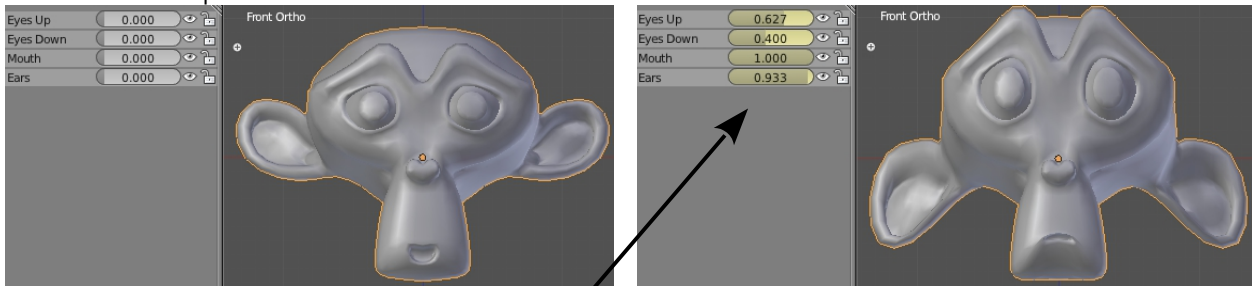 Eyes Up 0.000
Eyes Down 0.000
Mouth 0.000
Ears 0.000
Front Ortho
Eyes Up 0.627
Eyes Down 0.400
Mouth 1.000
Ears 0.933
Front Ortho